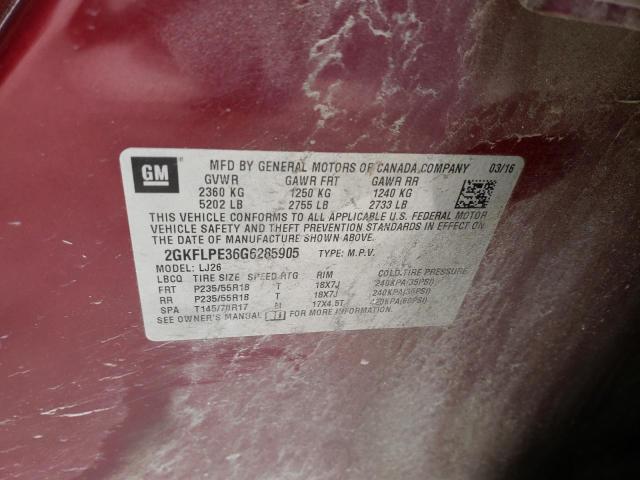 GM
MFD BY GENERAL MOTORS OF CANADA COMPANY 03/16
GVWR GAWR FRT GAWR RR
2360 KG 1250 KG 1240 KG
5202 LB 2755 LB 2733 LB
THIS VEHICLE CONFORMS TO ALL APPLICABLE U.S. FEDERAL MOTOR
VEHICLE SAFETY AND THEFT PREVENTION STANDARDS IN EFFECT ON
THE DATE OF MANUFACTURE SHOWN ABOVE.
2GKFLPE36G6285905 TYPE: M.P.V.
MODEL: LJ26
LBCQ TIRE SIZE SPEED RTG RIM COLD TIRE PRESSURE
FRT P235/55R18 T 18X7J 240KPA(35PSI)
RR P235/55R18 T 18X7J 240KPA(35PSI)
SPA T145/70R17 M 17X4.5T 420KPA(60PSI)
SEE OWNER'S MANUAL FOR MORE INFORMATION.